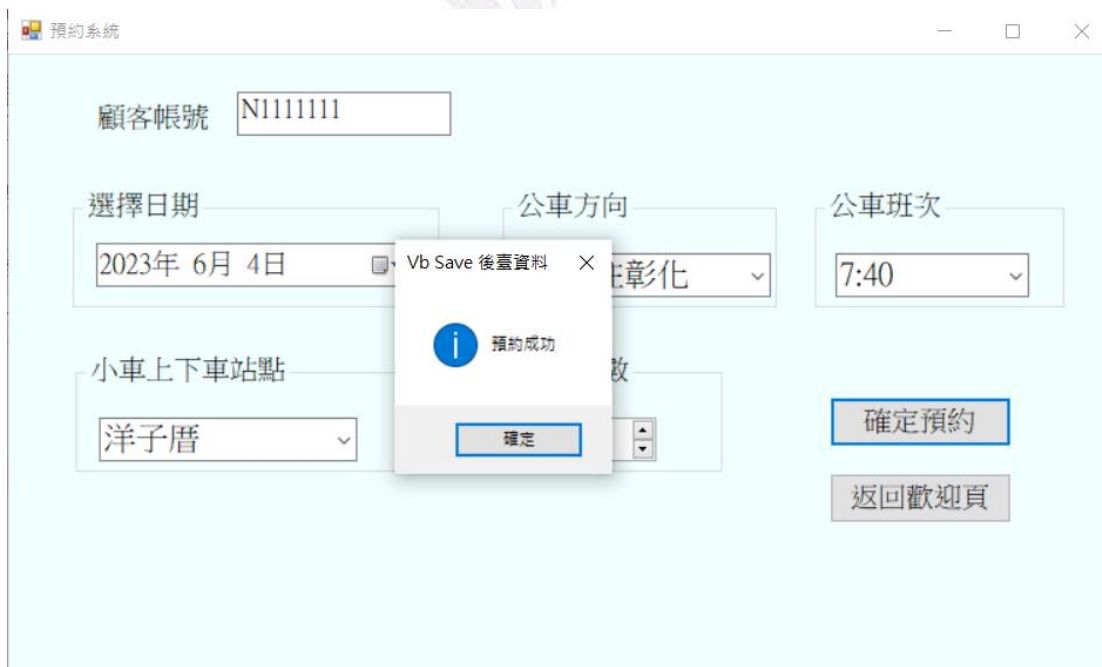 預約系統
顧客帳號 N1111111
選擇日期 公車方向 公車班次
2023年 6月 4日 往彰化 7:40
Vb Save 後臺資料
預約成功
確定
小車上下車站點 數
洋子厝
確定預約
返回歡迎頁